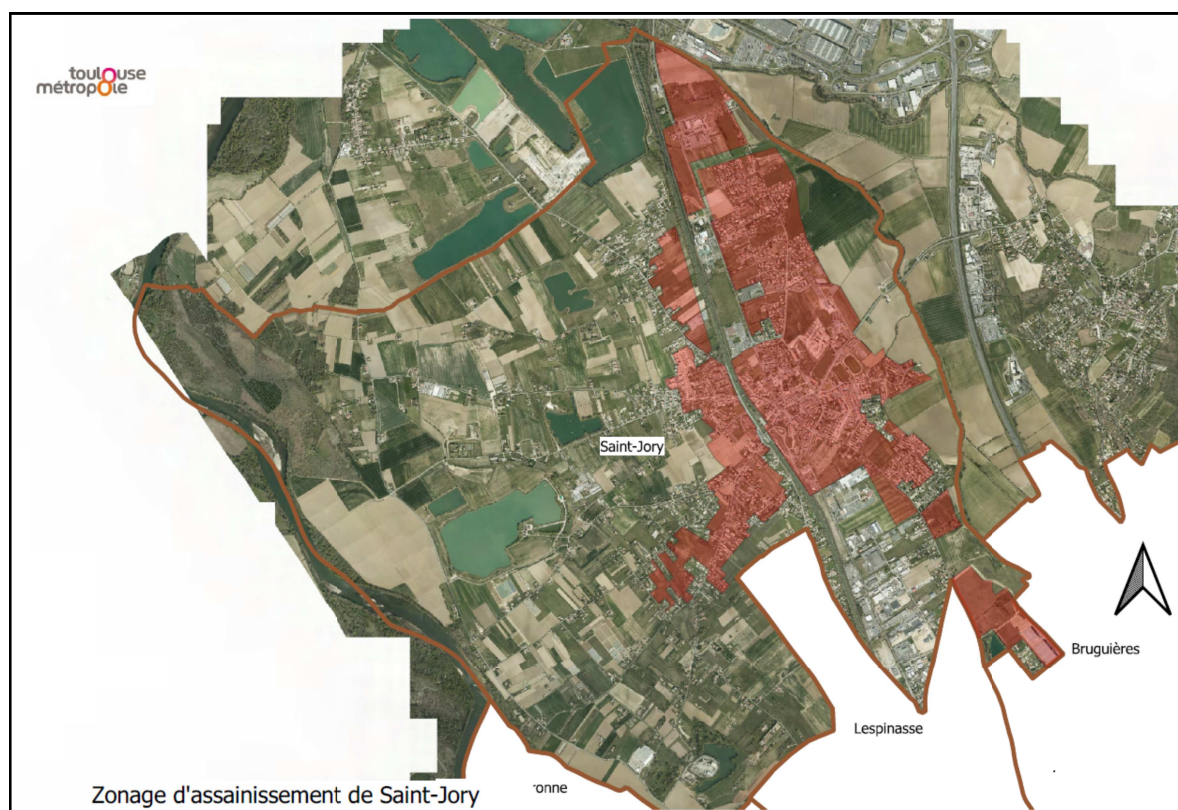 toulouse
métropole
Saint-Jory
Bruguières
Lespinasse
onne
Zonage d'assainissement de Saint-Jory